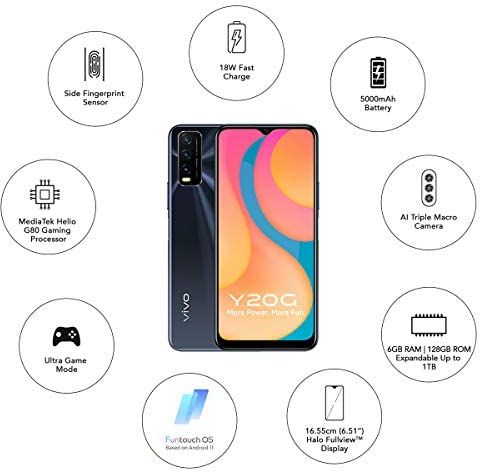 18W Fast
Charge
Side Fingerprint
Sensor
5000mAh
Battery
MediaTek Helio
G80 Gaming
Processor
AI Triple Macro
Camera
vivo
Y20G
More Power. More Fun.
Ultra Game
Mode
6GB RAM | 128GB ROM
Expandable Up to
1TB
Funtouch OS
Based on Android 11
16.55cm (6.51")
Halo Fullview™
Display